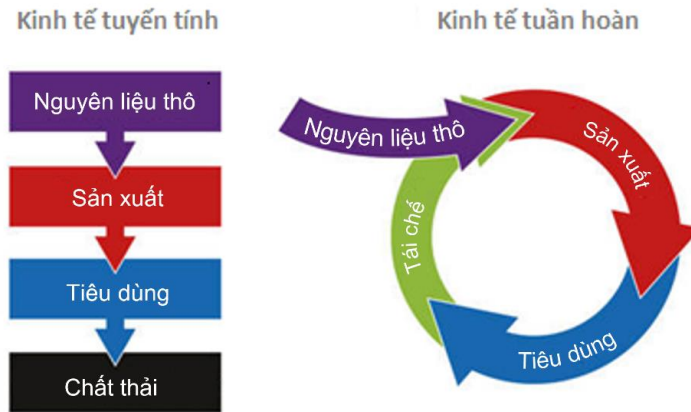 Kinh tế tuyến tính
Nguyên liệu thô
Sản xuất
Tiêu dùng
Chất thải
Kinh tế tuần hoàn
Nguyên liệu thô
Sản xuất
Tiêu dùng
Tái chế